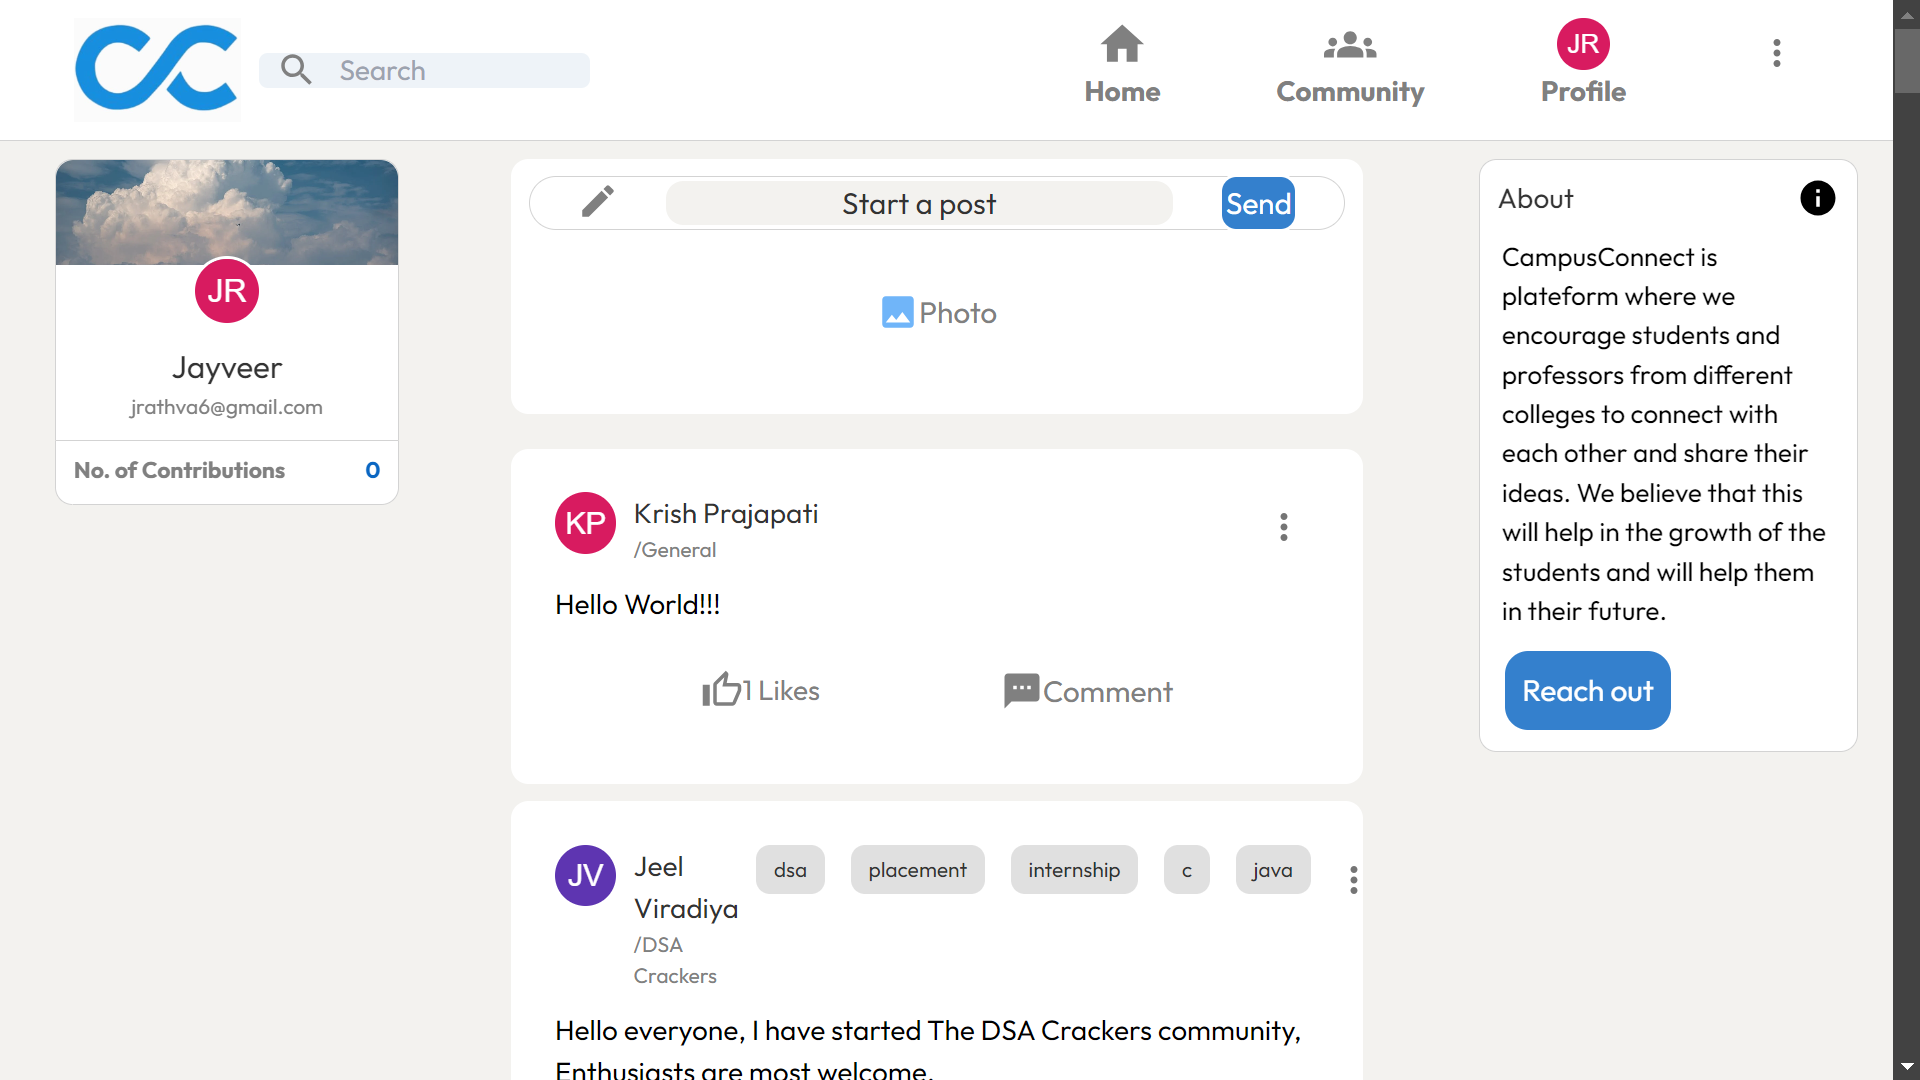 Search
Home
Community
JR
Profile
JR
Jayveer
jrathva6@gmail.com
No. of Contributions 0
Start a post
Send
Photo
KP
Krish Prajapati
/General
Hello World!!!
1 Likes
Comment
JV
Jeel
Viradiya
/DSA
Crackers
dsa
placement
internship
c
java
Hello everyone, I have started The DSA Crackers community,
Enthusiasts are most welcome.
About
CampusConnect is
plateform where we
encourage students and
professors from different
colleges to connect with
each other and share their
ideas. We believe that this
will help in the growth of the
students and will help them
in their future.
Reach out